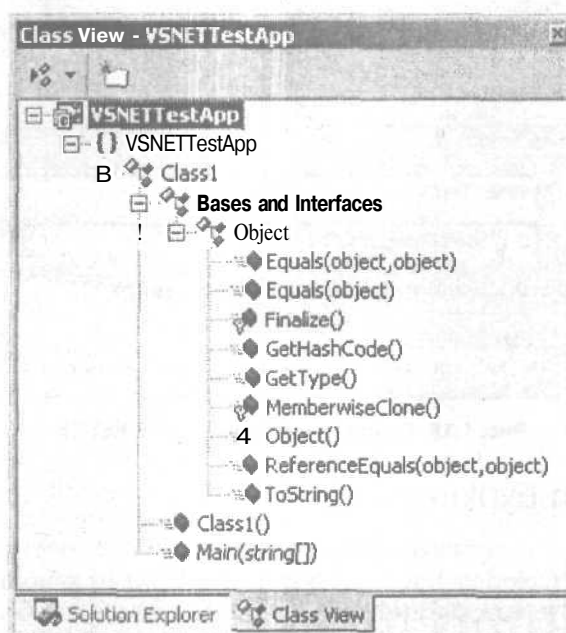 Class View - VSNETTestApp
VSNETTestApp
{} VSNETTestApp
B Class1
Bases and Interfaces
! Object
Equals(object,object)
Equals(object)
Finalize()
GetHashCode()
GetType()
MemberwiseClone()
4 Object()
ReferenceEquals(object,object)
ToString()
Class1()
Main(string[])
Solution Explorer Class View